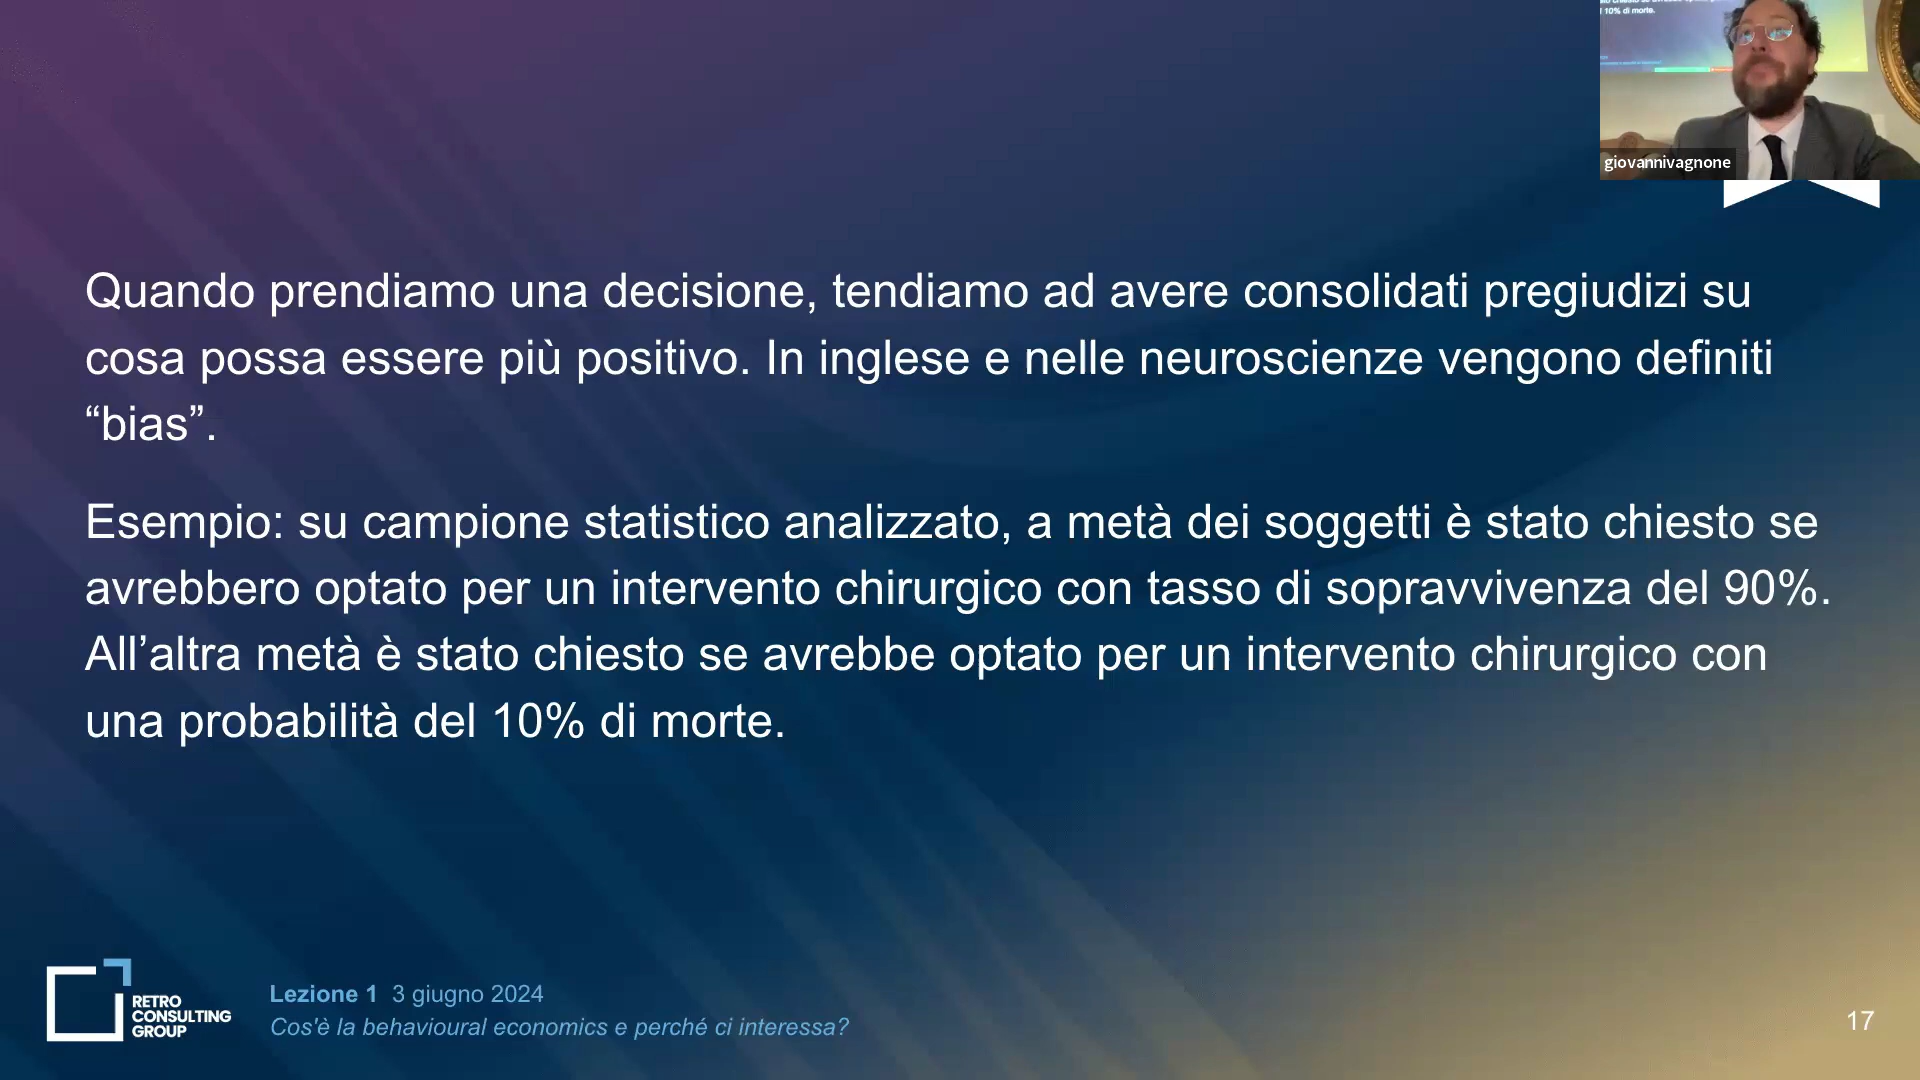 10% di morte.
giovannivagnone
Quando prendiamo una decisione, tendiamo ad avere consolidati pregiudizi su
cosa possa essere più positivo. In inglese e nelle neuroscienze vengono definiti
“bias”.
Esempio: su campione statistico analizzato, a metà dei soggetti è stato chiesto se
avrebbero optato per un intervento chirurgico con tasso di sopravvivenza del 90%.
All’altra metà è stato chiesto se avrebbe optato per un intervento chirurgico con
una probabilità del 10% di morte.
RETRO
CONSULTING
GROUP
Lezione 1 3 giugno 2024
Cos'è la behavioural economics e perché ci interessa?
17